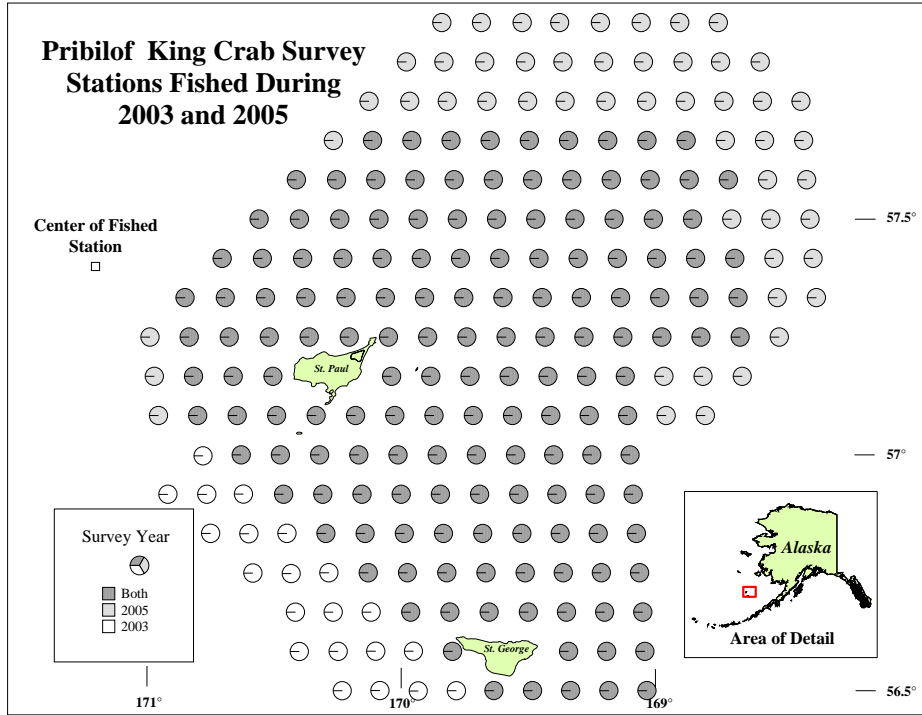 Pribilof King Crab Survey
Stations Fished During
2003 and 2005
Center of Fished
Station
57.5°
St. Paul
57°
Survey Year
Both
2005
2003
Alaska
Area of Detail
St. George
171°
170°
169°
56.5°